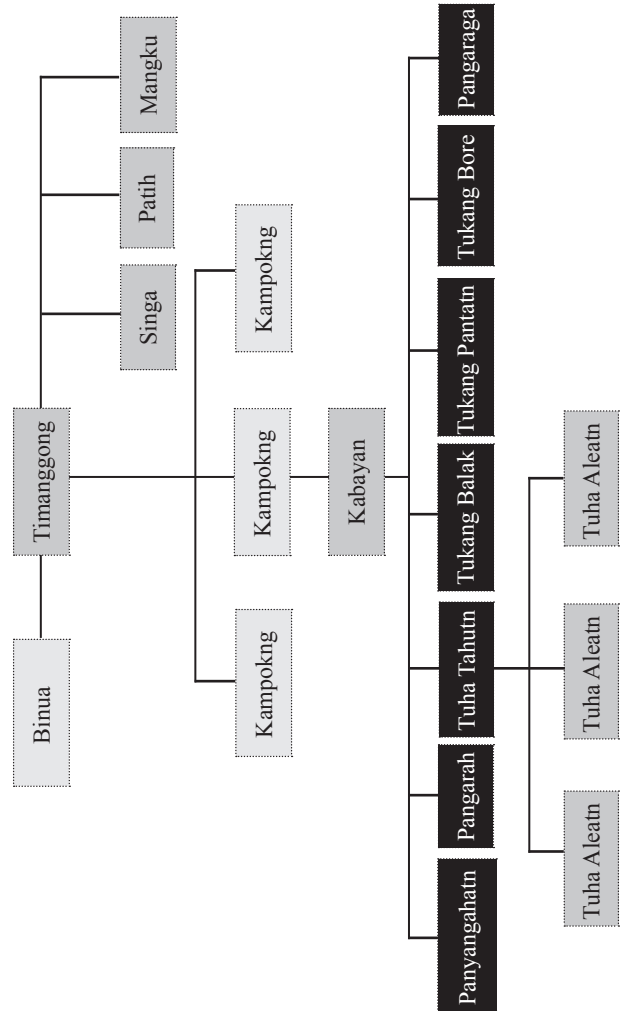 Binua
Timanggong
Singa
Patih
Mangku
Kampokng
Kampokng
Kampokng
Kabayan
Panyangahatn
Pangarah
Tuha Tahutn
Tukang Balak
Tukang Pantatn
Tukang Bore
Pangaraga
Tuha Aleatn
Tuha Aleatn
Tuha Aleatn